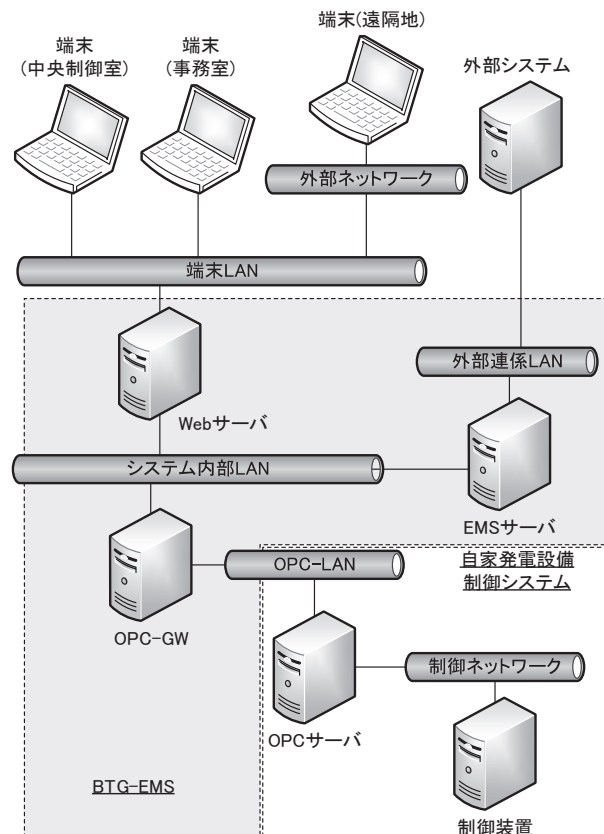 端末
(中央制御室)
端末
(事務室)
端末(遠隔地)
外部システム
外部ネットワーク
端末LAN
外部連係LAN
Webサーバ
システム内部LAN
EMSサーバ
OPC-GW
OPC-LAN
自家発電設備
制御システム
OPCサーバ
制御ネットワーク
BTG-EMS
制御装置